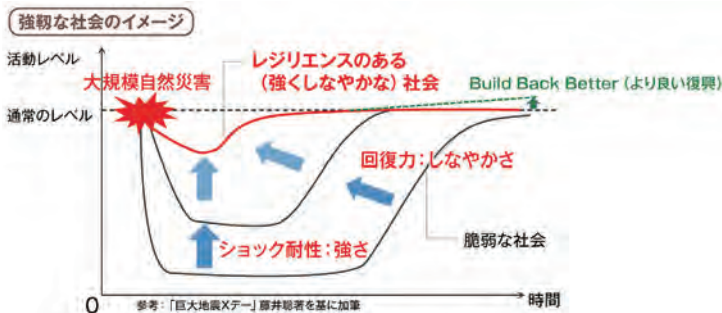 強靱な社会のイメージ
活動レベル
レジリエンスのある
(強くしなやかな)社会
大規模自然災害
Build Back Better(より良い復興)
通常のレベル
回復力:しなやかさ
ショック耐性:強さ
脆弱な社会
0
参考:「巨大地震Xデー」藤井聡著を基に加筆
時間